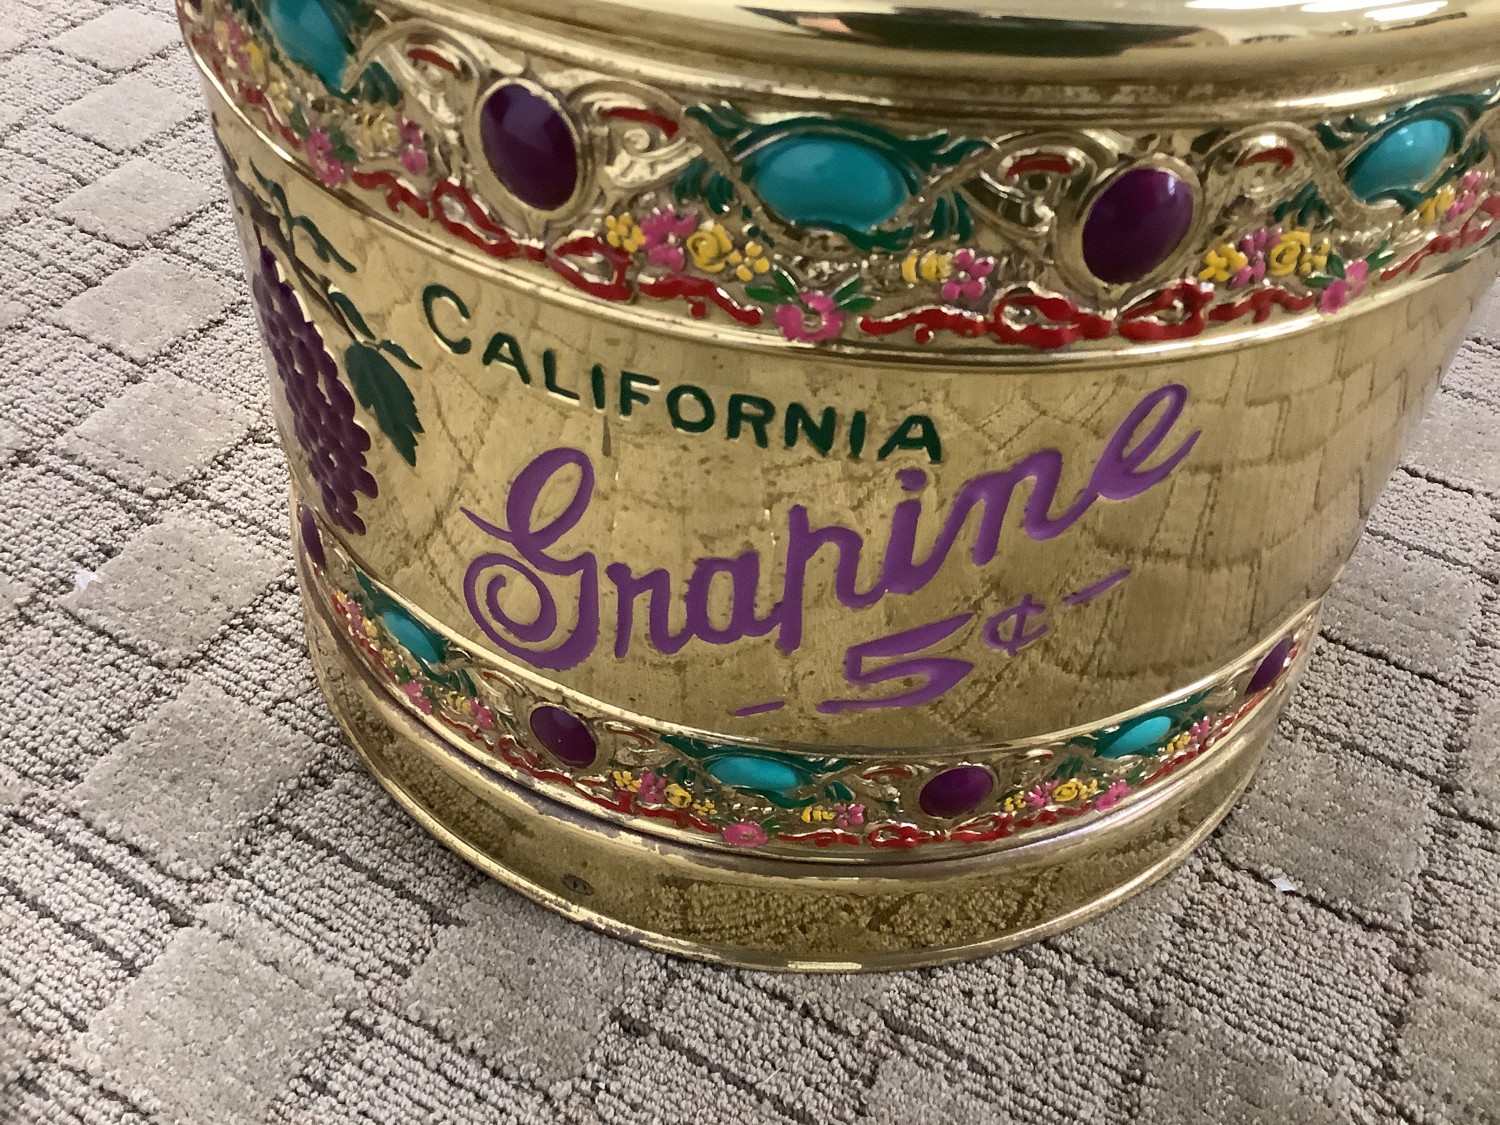 CALIFORNIA
Grapine
- 5¢ -